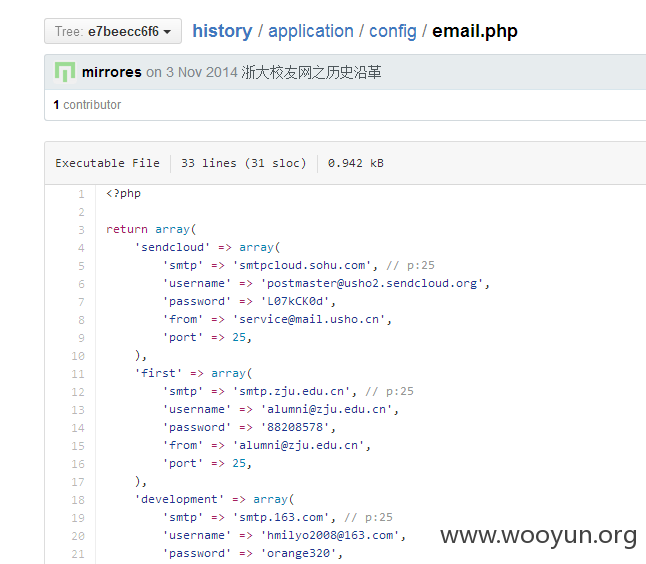 Tree: e7beecc6f6 history / application / config / email.php
mirrores on 3 Nov 2014 浙大校友网之历史沿革
1 contributor
Executable File 33 lines (31 sloc) 0.942 kB
1 <?php
2
3 return array(
4 'sendcloud' => array(
5 'smtp' => 'smtpcloud.sohu.com', // p:25
6 'username' => 'postmaster@usho2.sendcloud.org',
7 'password' => 'L07kCK0d',
8 'from' => 'service@mail.usho.cn',
9 'port' => 25,
10 ),
11 'first' => array(
12 'smtp' => 'smtp.zju.edu.cn', // p:25
13 'username' => 'alumni@zju.edu.cn',
14 'password' => '88208578',
15 'from' => 'alumni@zju.edu.cn',
16 'port' => 25,
17 ),
18 'development' => array(
19 'smtp' => 'smtp.163.com', // p:25
20 'username' => 'hmilyo2008@163.com',
21 'password' => 'orange320',
www.wooyun.org